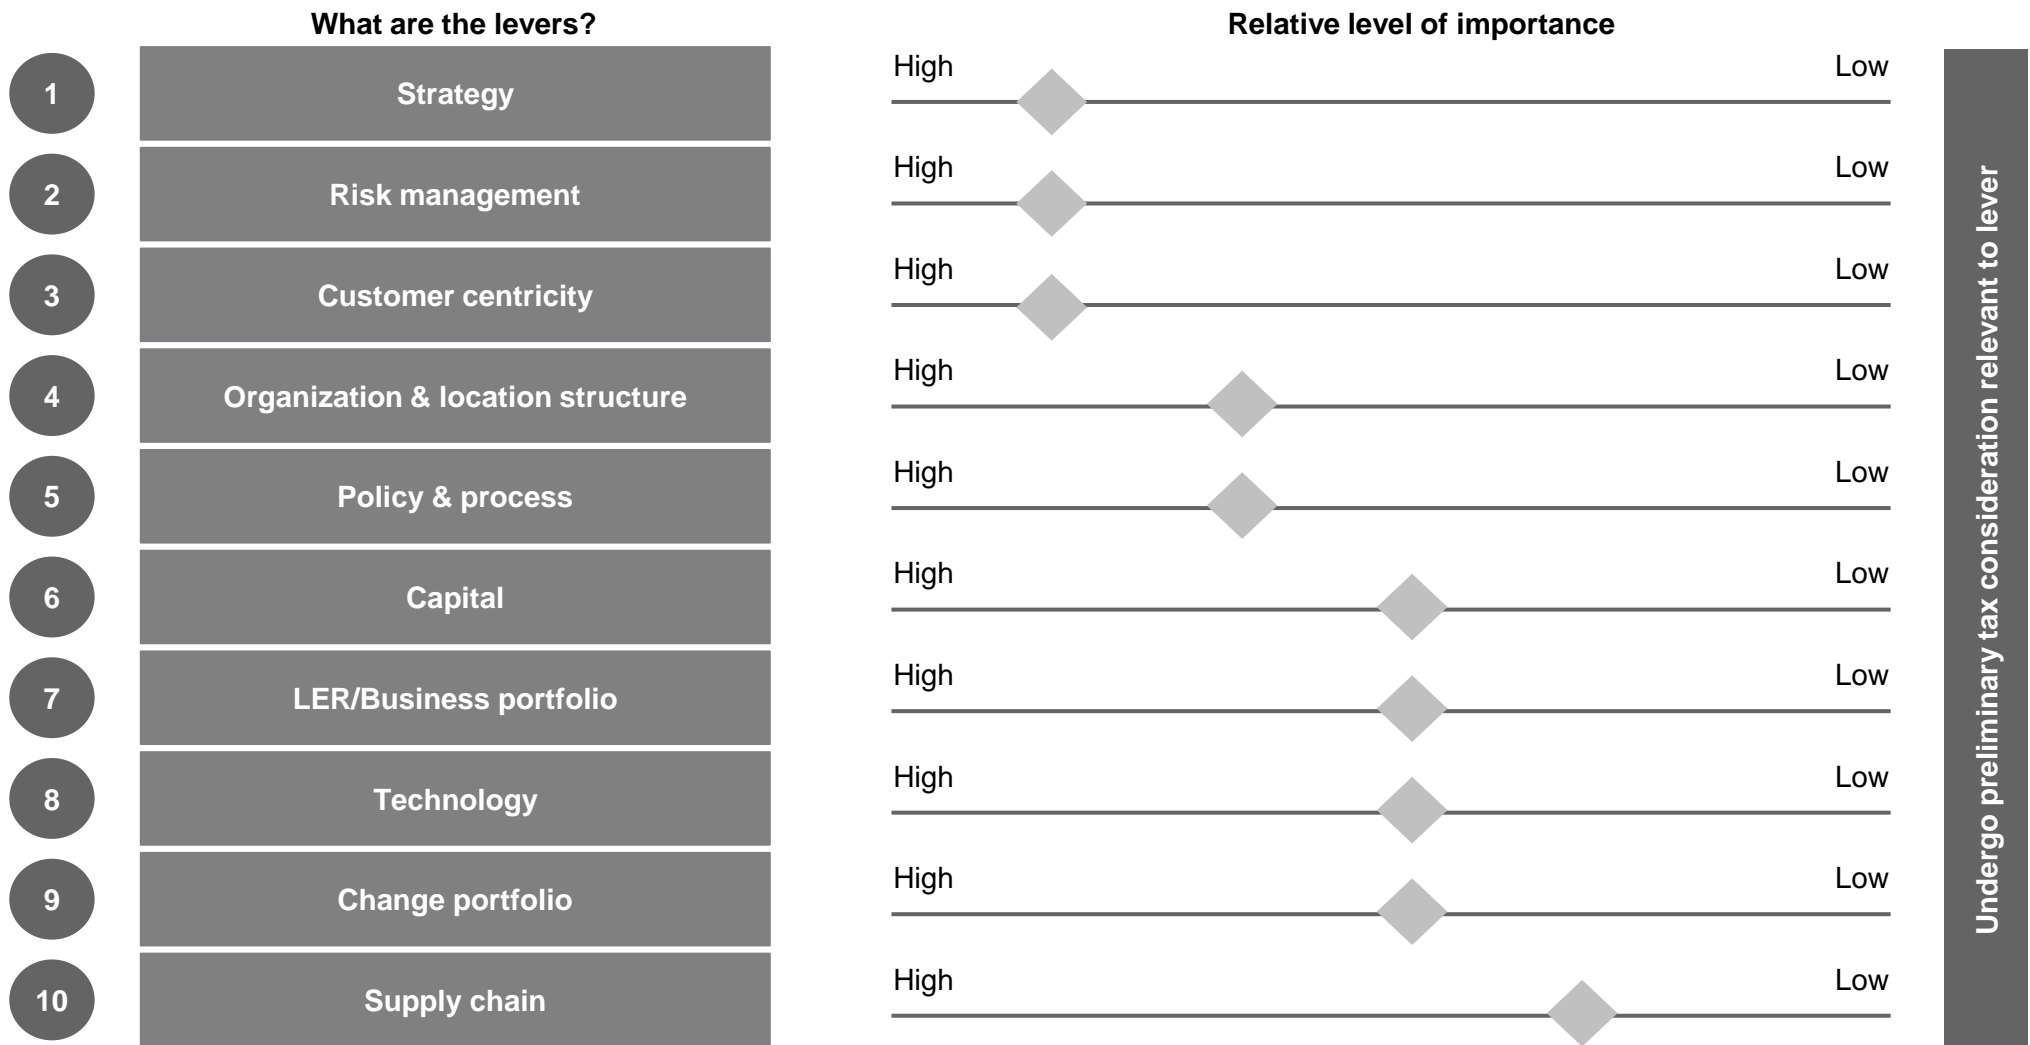 What are the levers?
Relative level of importance
1
Strategy
High
Low
2
Risk management
High
Low
3
Customer centricity
High
Low
4
Organization & location structure
High
Low
5
Policy & process
High
Low
6
Capital
High
Low
7
LER/Business portfolio
High
Low
8
Technology
High
Low
9
Change portfolio
High
Low
10
Supply chain
High
Low
Undergo preliminary tax consideration relevant to lever